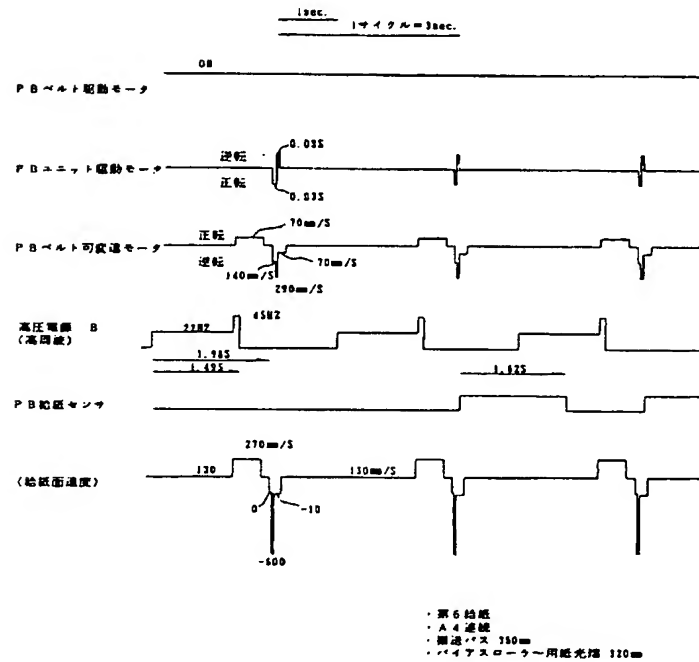 1sec.
1サイクル=3sec.
ON
PBベルト駆動モータ
0.03S
逆転
PBユニット駆動モータ
正転
0.03S
70mm/S
正転
PBベルト可変速モータ
逆転
70mm/S
140mm/S
290mm/S
高圧電源 B
(高周波)
65HZ
22HZ
1.96S
1.49S
1.62S
PB給紙センサ
270mm/S
130
130mm/S
(給紙面速度)
0
-10
-600
・第6給紙
・A4連続
・搬送パス 350mm
・バイアスローラ〜用紙先端 320mm